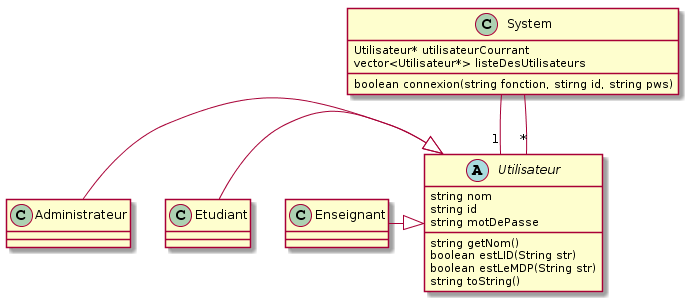 C System
Utilisateur* utilisateurCourrant
vector<Utilisateur*> listeDesUtilisateurs
boolean connexion(string fonction, stirng id, string pws)
1 *
C Administrateur
C Etudiant
C Enseignant
A Utilisateur
string nom
string id
string motDePasse
string getNom()
boolean estLID(String str)
boolean estLeMDP(String str)
string toString()